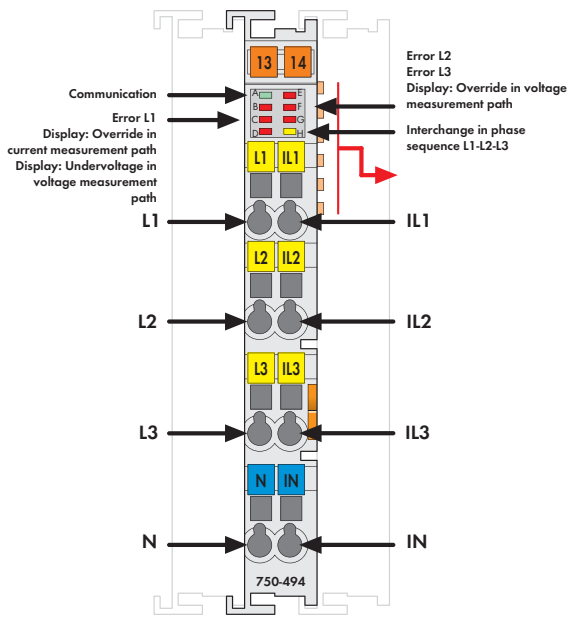 13 14
Communication
Error L1
Display: Override in
current measurement path
Display: Undervoltage in
voltage measurement
path
A E
B F
C G
D H
Error L2
Error L3
Display: Override in voltage
measurement path
Interchange in phase
sequence L1-L2-L3
L1 IL1
L1 IL1
L2 IL2
L2 IL2
L3 IL3
L3 IL3
N IN
N IN
750-494